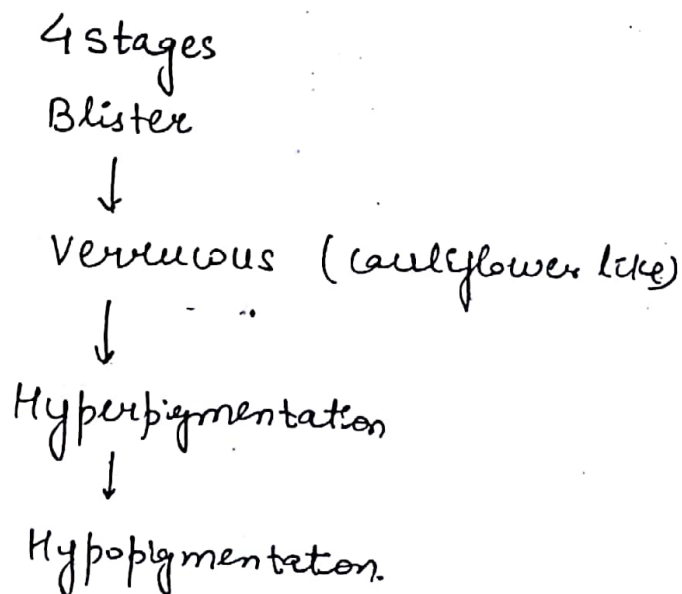 4 stages
Blister
↓
Verrucous (cauliflower like)
↓
Hyperpigmentation
↓
Hypopigmentation.